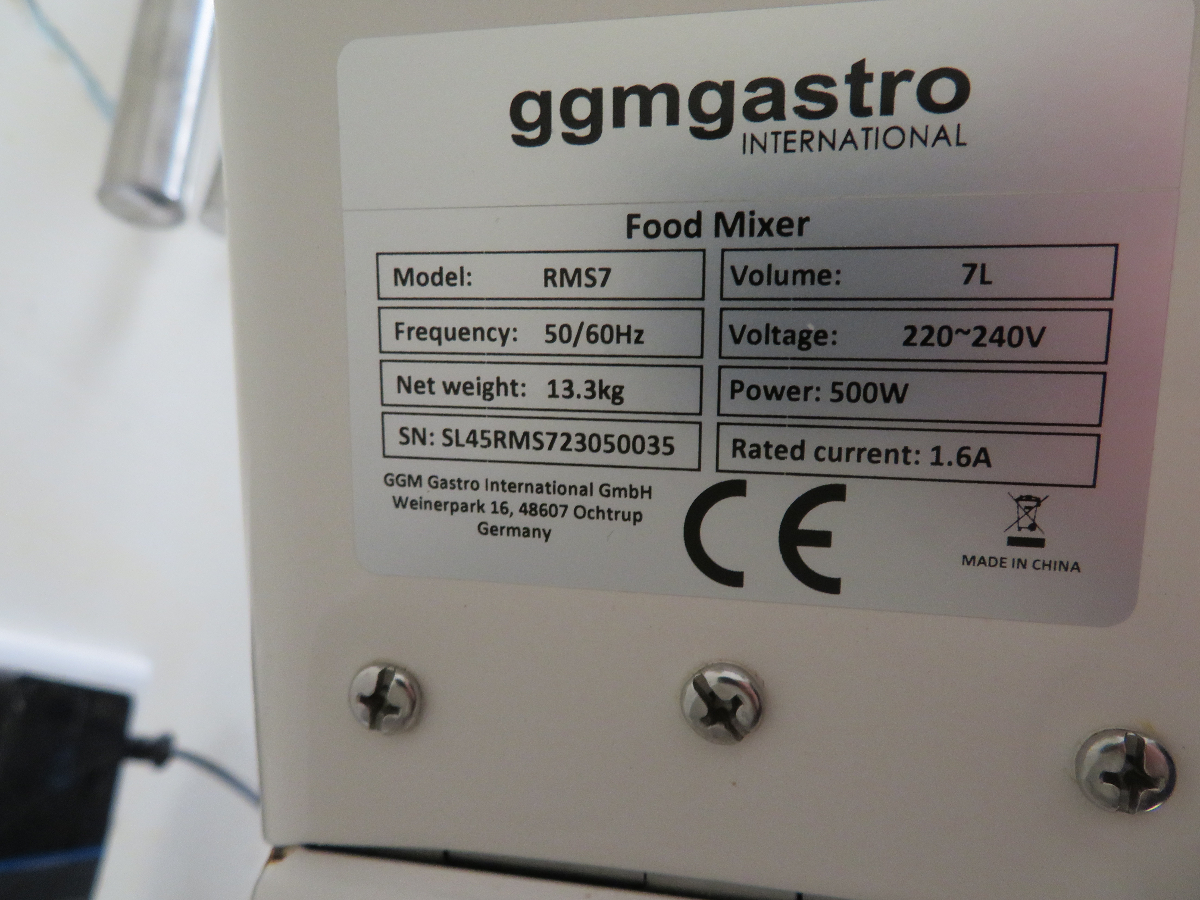 ggmgastro
INTERNATIONAL
Food Mixer
Model: RMS7
Volume: 7L
Frequency: 50/60Hz
Voltage: 220~240V
Net weight: 13.3kg
Power: 500W
SN: SL45RMS723050035
Rated current: 1.6A
GGM Gastro International GmbH
Weinerpark 16, 48607 Ochtrup
Germany
CE
MADE IN CHINA